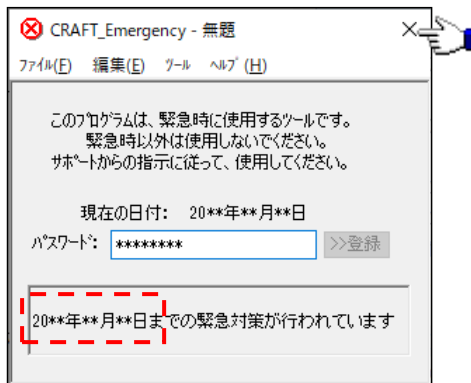 CRAFT_Emergency - 無題
ﾌｧｲﾙ(F) 編集(E) ﾂｰﾙ ﾍﾙﾌﾟ(H)
このﾌﾟﾛｸﾞﾗﾑは、緊急時に使用するﾂｰﾙです。
緊急時以外は使用しないでください。
ｻﾎﾟｰﾄからの指示に従って、使用してください。
現在の日付: 20**年**月**日
ﾊﾟｽﾜｰﾄﾞ: ******** >>登録
20**年**月**日までの緊急対策が行われています